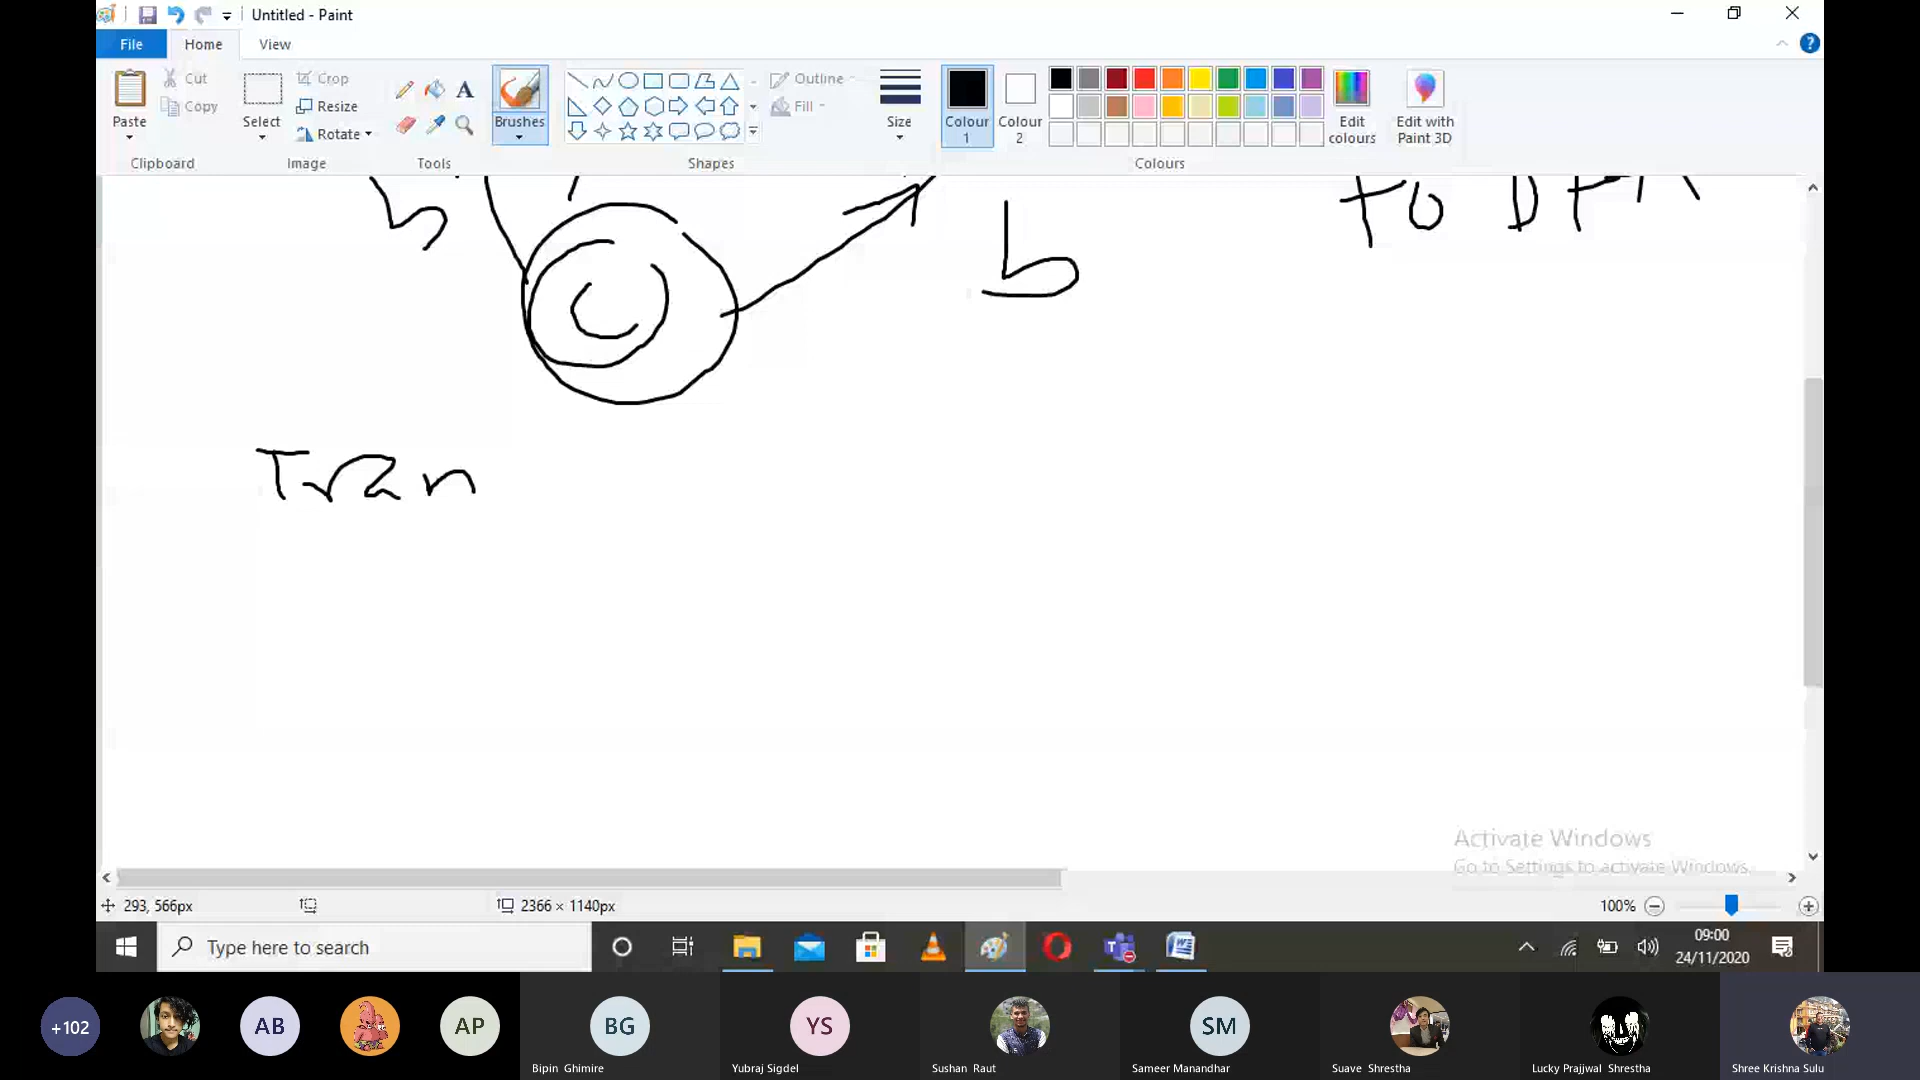 Untitled - Paint
File Home View
Paste
Cut
Copy
Clipboard
Select
Crop
Resize
Rotate
Image
Tools
Brushes
Shapes
Outline
Fill
Size
Colour 1
Colour 2
Colours
Edit colours
Edit with Paint 3D
b
to DFA
b
C
Tran
Activate Windows
Go to Settings to activate Windows.
293, 566px
2366 × 1140px
100%
Type here to search
09:00
24/11/2020
+102
AB
AP
BG
Bipin Ghimire
YS
Yubraj Sigdel
Sushan Raut
SM
Sameer Manandhar
Suave Shrestha
Lucky Prajjwal Shrestha
Shree Krishna Sulu